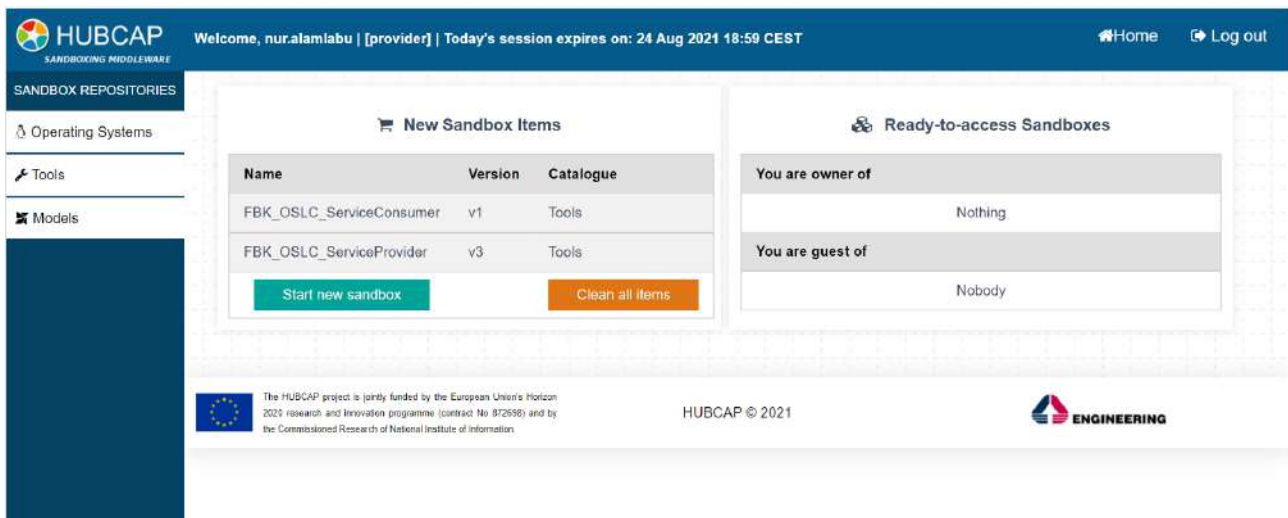 HUBCAP
SANDBOXING MIDDLEWARE
Welcome, nur.alamlabu | [provider] | Today's session expires on: 24 Aug 2021 18:59 CEST
Home
Log out
SANDBOX REPOSITORIES
Operating Systems
Tools
Models
New Sandbox Items
Name Version Catalogue
FBK_OSLC_ServiceConsumer v1 Tools
FBK_OSLC_ServiceProvider v3 Tools
Start new sandbox
Clean all items
Ready-to-access Sandboxes
You are owner of
Nothing
You are guest of
Nobody
The HUBCAP project is jointly funded by the European Union's Horizon
2020 research and innovation programme (contract No 872698) and by
the Commissioned Research of National Institute of Information.
HUBCAP © 2021
ENGINEERING